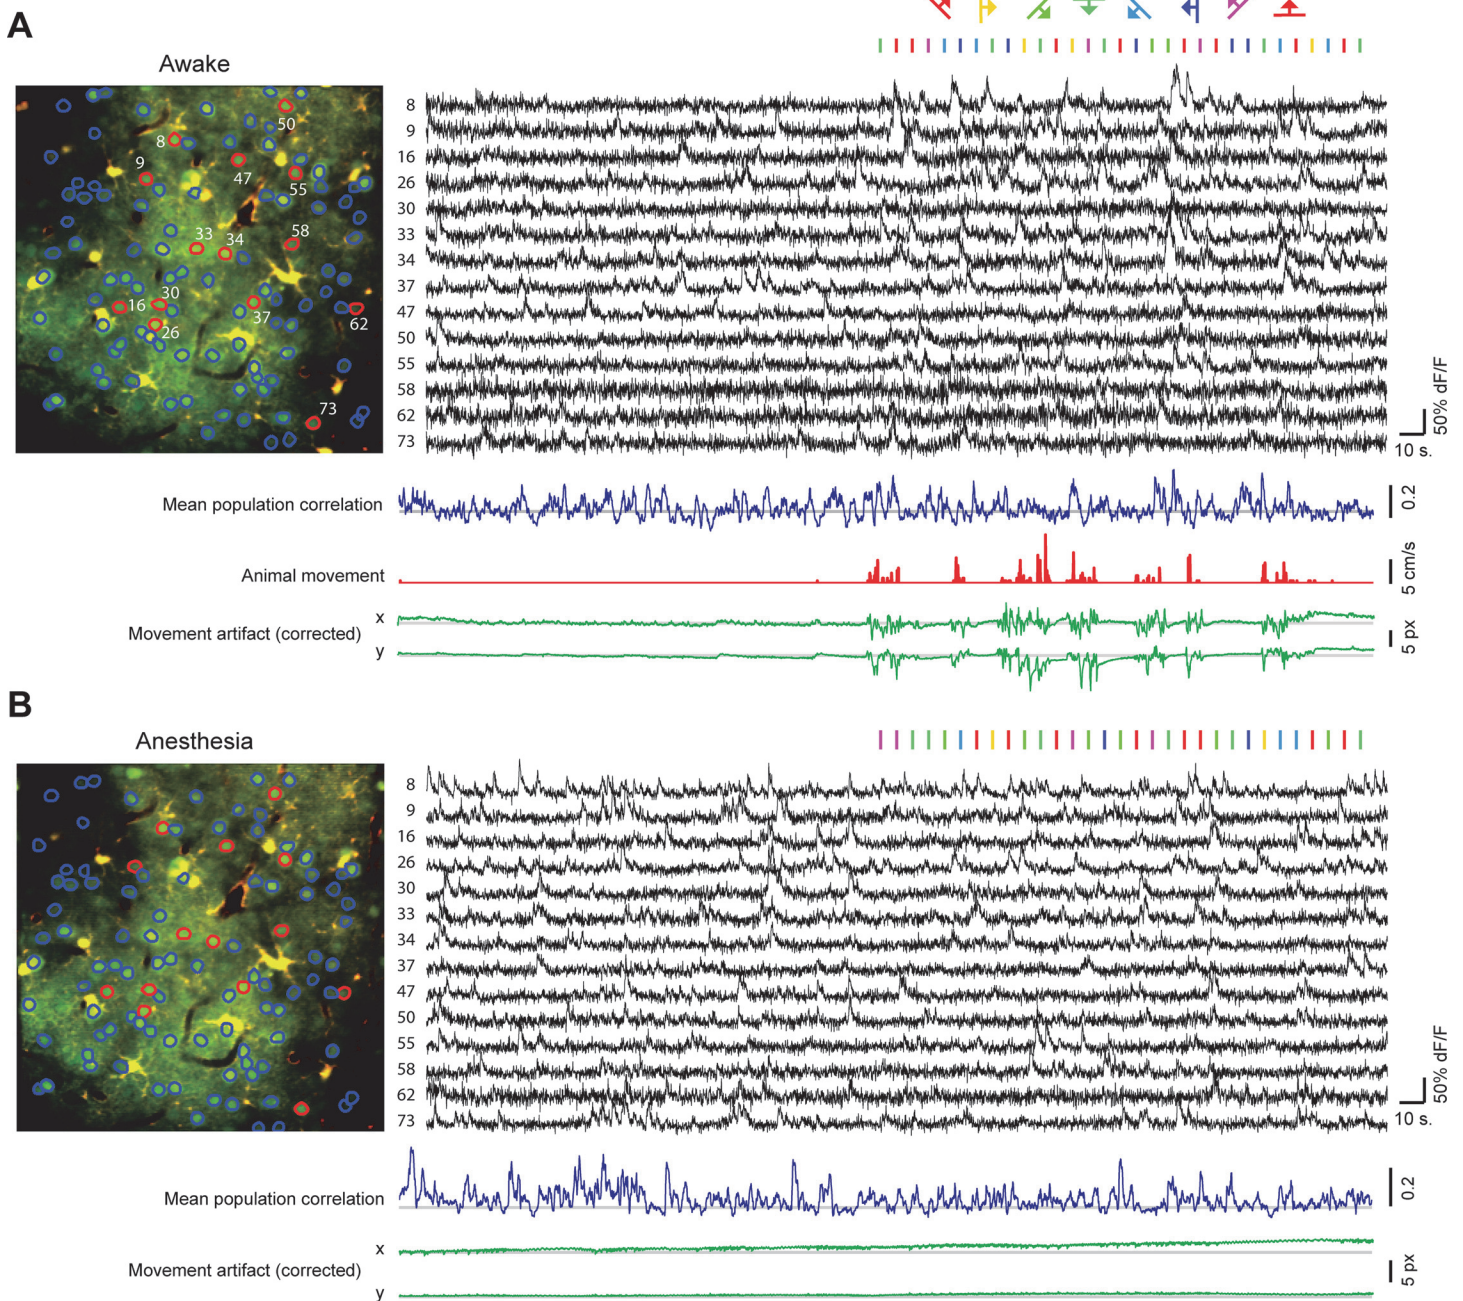 A
Awake
50
8
9
47
55
33
34
58
16
30
37
62
26
73
8
9
16
26
30
33
34
37
47
50
55
58
62
73
50% dF/F
10 s.
Mean population correlation
0.2
Animal movement
5 cm/s
x
Movement artifact (corrected)
y
5 px
B
Anesthesia
8
9
16
26
30
33
34
37
47
50
55
58
62
73
50% dF/F
10 s.
Mean population correlation
0.2
x
Movement artifact (corrected)
y
5 px